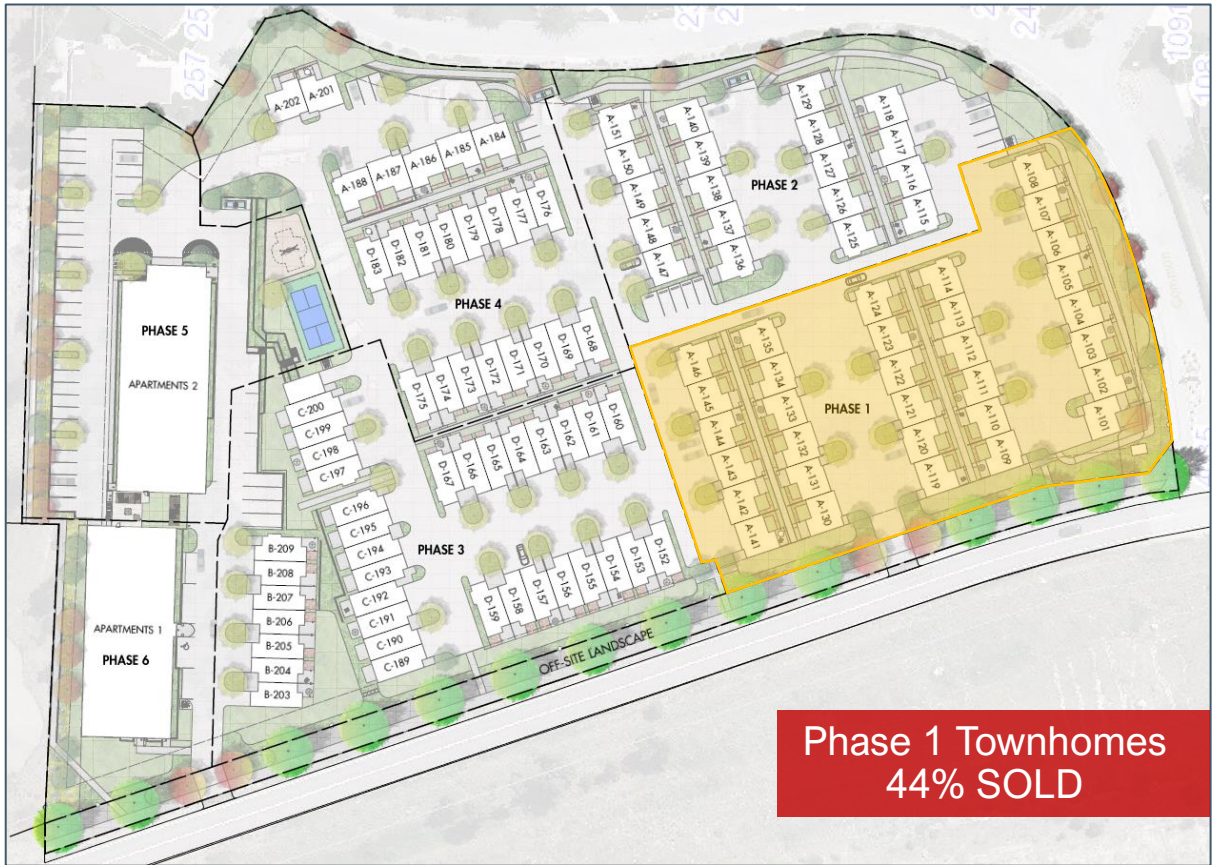 257
A-202
A-201
A-188
A-187
A-186
A-185
A-184
D-183
D-182
D-181
D-180
D-179
D-178
D-177
D-176
PHASE 4
D-175
D-174
D-173
D-172
D-171
D-170
D-169
D-168
A-151
A-150
A-149
A-148
A-147
A-140
A-139
A-138
A-137
A-136
PHASE 2
A-129
A-128
A-127
A-126
A-125
A-118
A-117
A-116
A-115
A-108
A-107
A-106
A-105
A-104
A-103
A-102
A-101
A-114
A-113
A-112
A-111
A-110
A-109
A-124
A-123
A-122
A-121
A-120
A-119
PHASE 1
A-135
A-134
A-133
A-132
A-131
A-130
A-146
A-145
A-144
A-143
A-142
A-141
PHASE 5
APARTMENTS 2
C-200
C-199
C-198
C-197
C-196
C-195
C-194
C-193
C-192
C-191
C-190
C-189
D-167
D-166
D-165
D-164
D-163
D-162
D-161
D-160
PHASE 3
D-159
D-158
D-157
D-156
D-155
D-154
D-153
D-152
B-209
B-208
B-207
B-206
B-205
B-204
B-203
APARTMENTS 1
PHASE 6
OFF-SITE LANDSCAPE
1091
Phase 1 Townhomes
44% SOLD